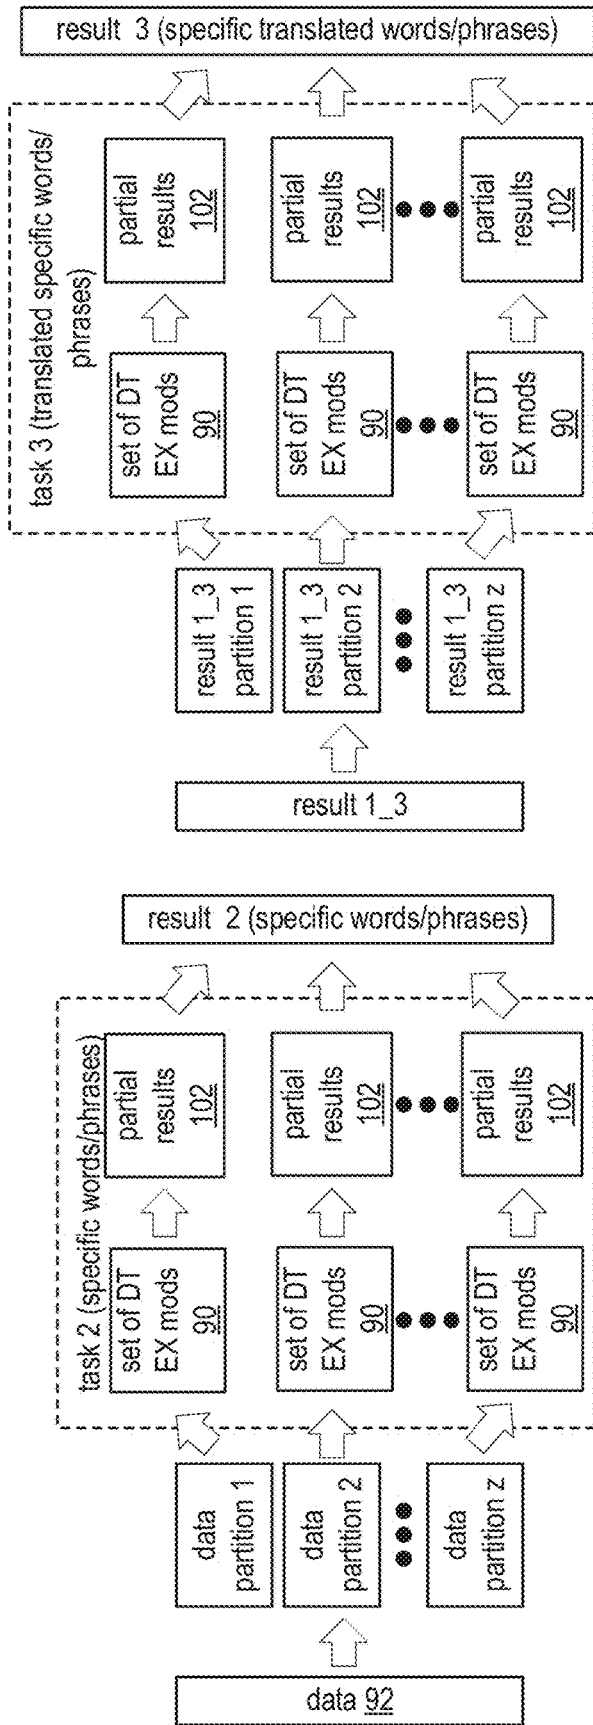 data 92
data
partition 1
data
partition 2
data
partition z
task 2 (specific words/phrases)
set of DT
EX mods
90
set of DT
EX mods
90
set of DT
EX mods
90
partial
results
102
partial
results
102
partial
results
102
result 2 (specific words/phrases)
result 1_3
result 1_3
partition 1
result 1_3
partition 2
result 1_3
partition z
task 3 (translated specific words/
phrases)
set of DT
EX mods
90
set of DT
EX mods
90
set of DT
EX mods
90
partial
results
102
partial
results
102
partial
results
102
result 3 (specific translated words/phrases)